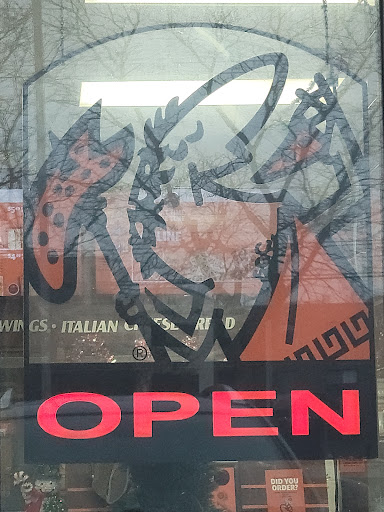 WINGS • ITALIAN CHEESE BREAD
®
OPEN
DID YOU
ORDER?